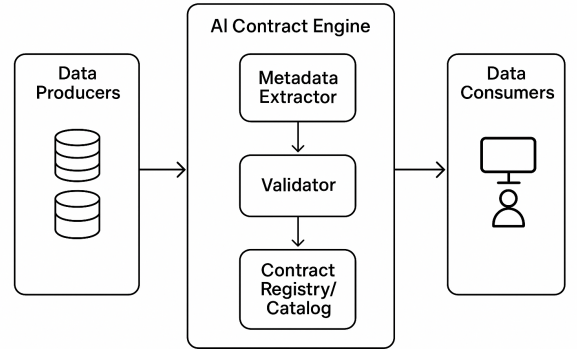 AI Contract Engine
Data
Producers
Metadata
Extractor
Validator
Contract
Registry/
Catalog
Data
Consumers